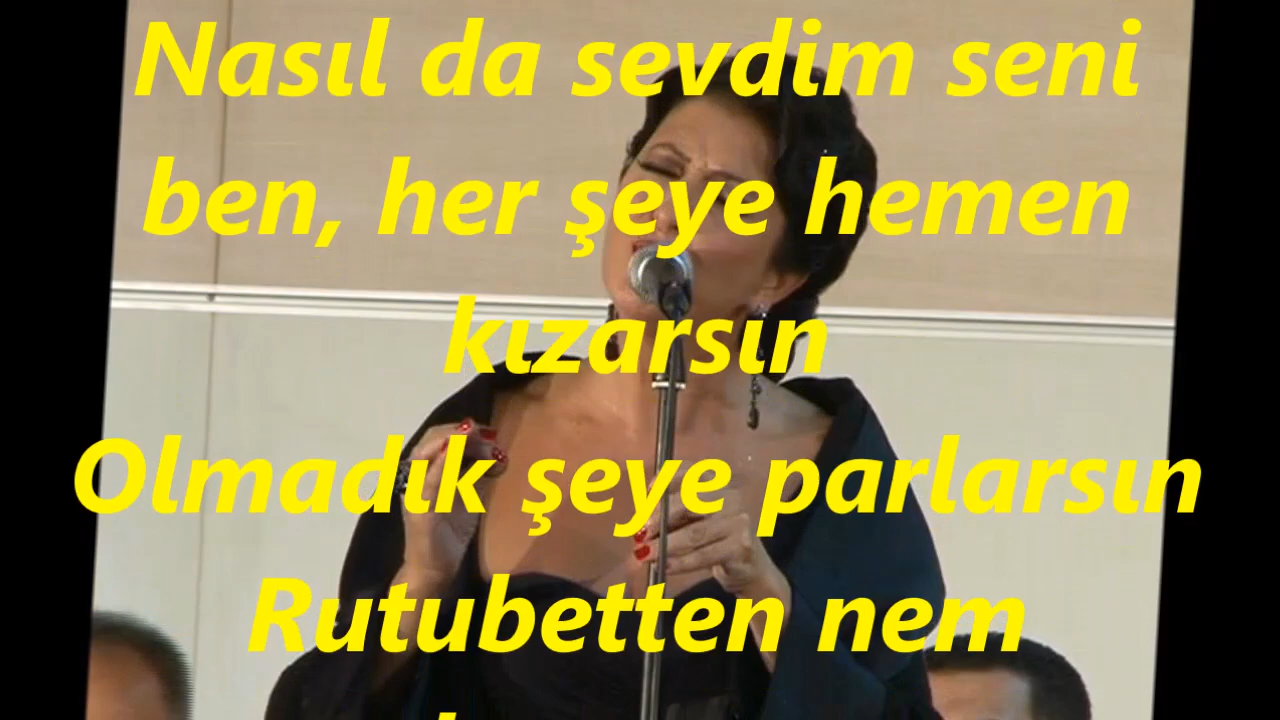 Nasıl da sevdim seni
ben, her şeye hemen
kızarsın
Olmadık şeye parlarsın
Rutubetten nem